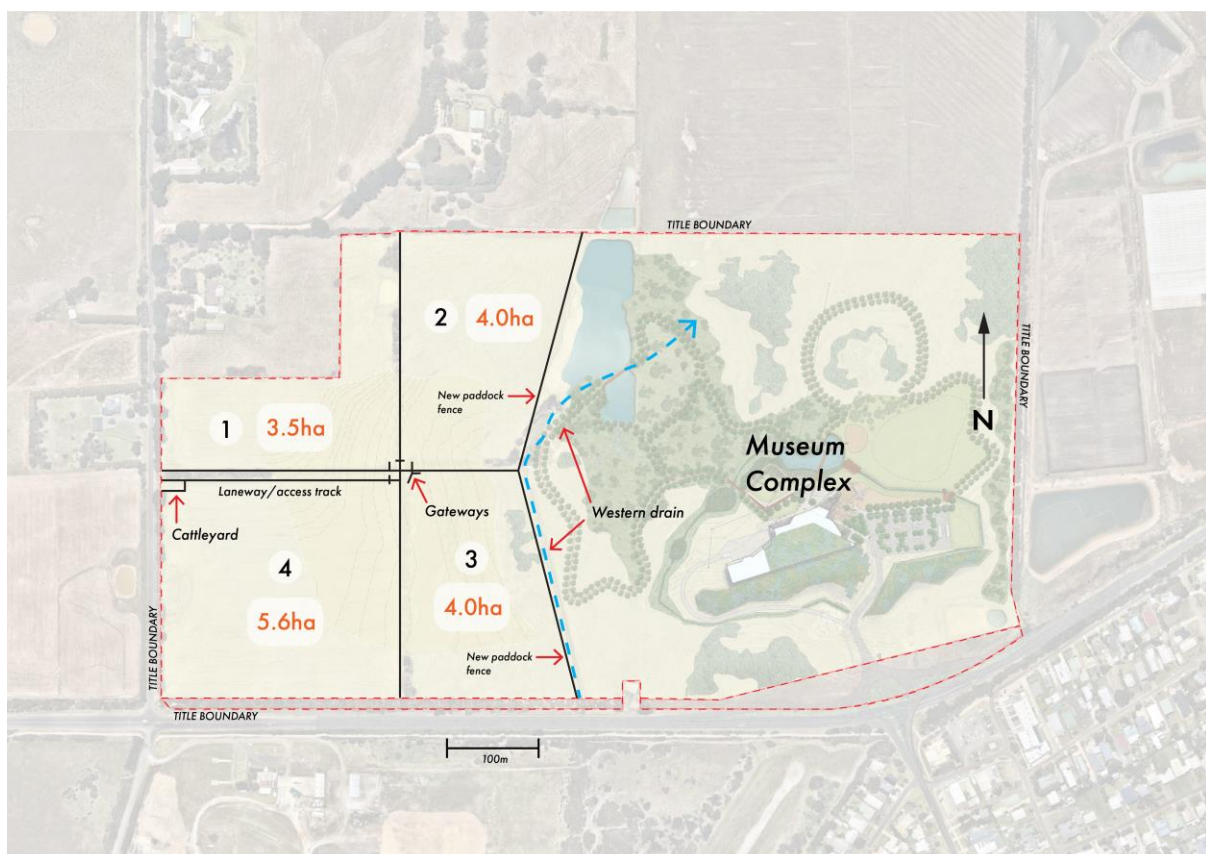 TITLE BOUNDARY
2
4.0ha
TITLE BOUNDARY
New paddock
fence
1
3.5ha
N
Museum
Complex
Laneway/access track
Gateways
Western drain
Cattleyard
4
3
5.6ha
4.0ha
New paddock
fence
TITLE BOUNDARY
TITLE BOUNDARY
100m